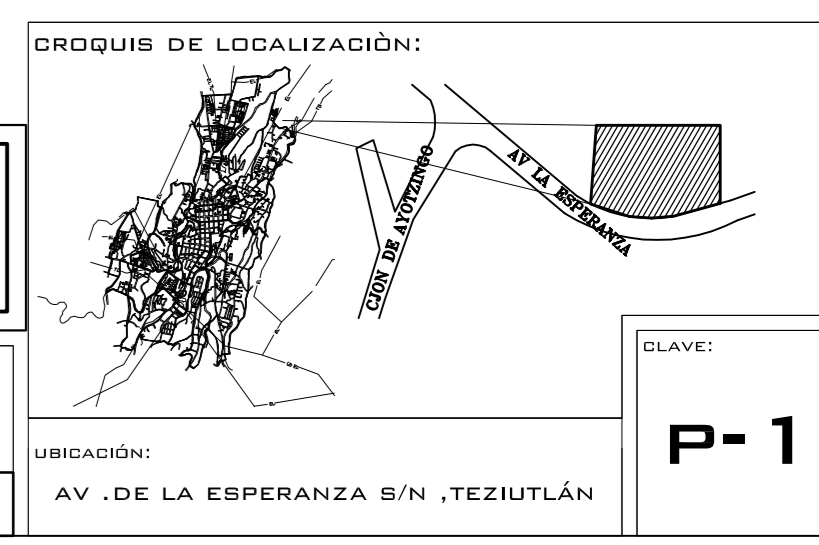 CROQUIS DE LOCALIZACIÒN:
AV LA ESPERANZA
CJON DE AYOTZINGO
CLAVE:
P- 1
UBICACIÓN:
AV .DE LA ESPERANZA S/N ,TEZIUTLÁN